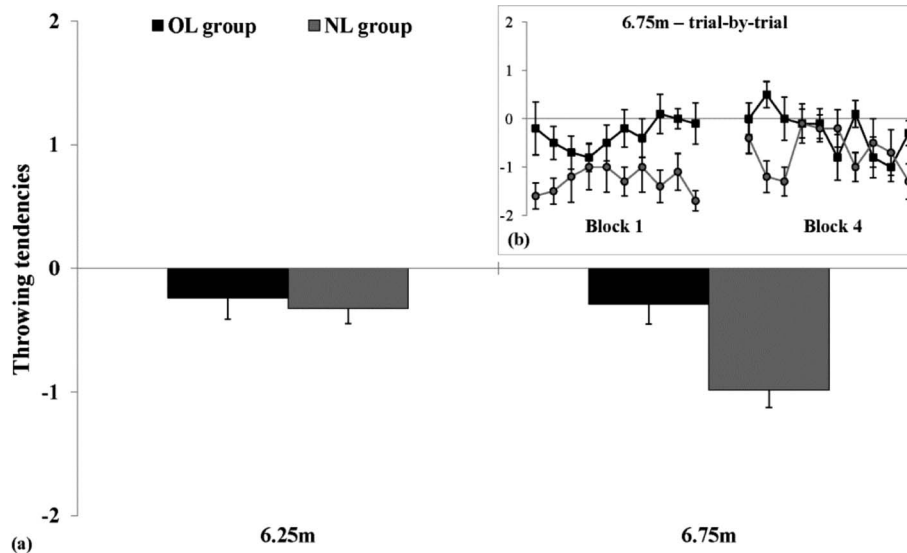 2
OL group
NL group
1
Throwing tendencies
0
-1
-2
(a)
6.25m
6.75m
6.75m – trial-by-trial
2
1
0
-1
-2
(b)
Block 1
Block 4